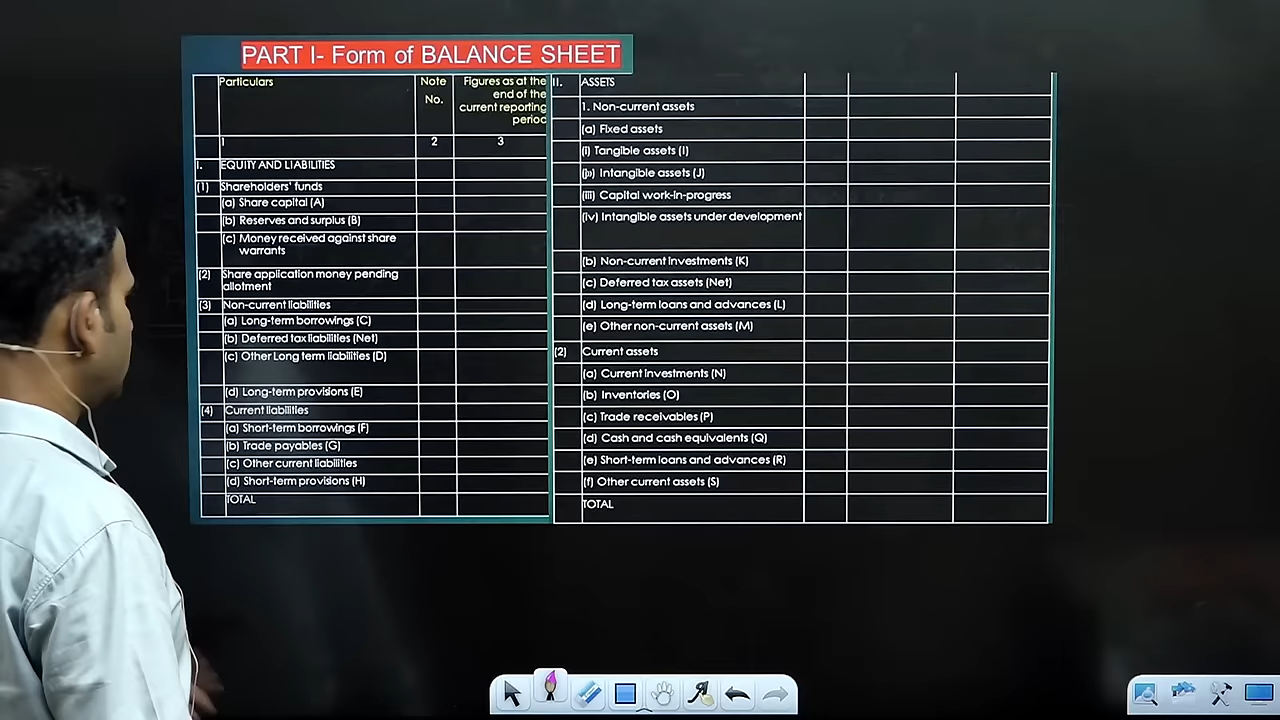 PART I- Form of BALANCE SHEET
Particulars
Note
No.
Figures as at the
end of the
current reporting
period
1
2
3
I. EQUITY AND LIABILITIES
(1) Shareholders' funds
(a) Share capital (A)
(b) Reserves and surplus (B)
(c) Money received against share
warrants
(2) Share application money pending
allotment
(3) Non-current liabilities
(a) Long-term borrowings (C)
(b) Deferred tax liabilities (Net)
(c) Other Long term liabilities (D)
(d) Long-term provisions (E)
(4) Current liabilities
(a) Short-term borrowings (F)
(b) Trade payables (G)
(c) Other current liabilities
(d) Short-term provisions (H)
TOTAL
II. ASSETS
1. Non-current assets
(a) Fixed assets
(i) Tangible assets (I)
Intangible assets (J)
(iii) Capital work-in-progress
(iv) Intangible assets under development
(b) Non-current investments (K)
(c) Deferred tax assets (Net)
(d) Long-term loans and advances (L)
(e) Other non-current assets (M)
(2) Current assets
(a) Current investments (N)
(b) Inventories (O)
(c) Trade receivables (P)
(d) Cash and cash equivalents (Q)
(e) Short-term loans and advances (R)
(f) Other current assets (S)
TOTAL